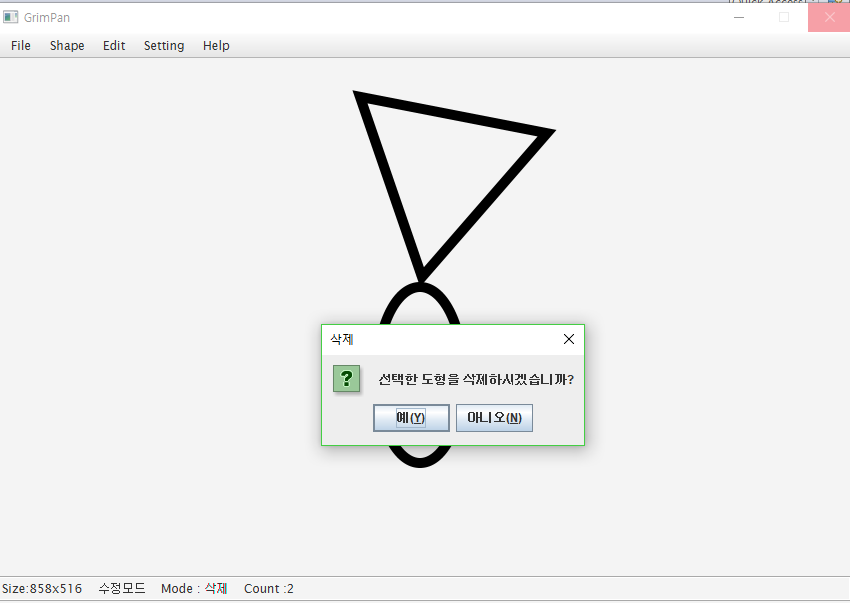 GrimPan
File Shape Edit Setting Help
삭제
? 선택한 도형을 삭제하시겠습니까?
예(Y) 아니오(N)
Size:858x516 수정모드 Mode : 삭제 Count :2